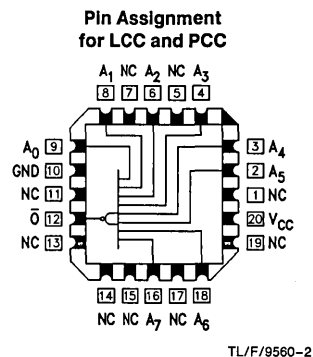 Pin Assignment
for LCC and PCC
A1 NC A2 NC A3
8 7 6 5 4
A0 9
GND 10
NC 11
Ō 12
NC 13
3 A4
2 A5
1 NC
20 VCC
19 NC
14 15 16 17 18
NC NC A7 NC A6
TL/F/9560–2